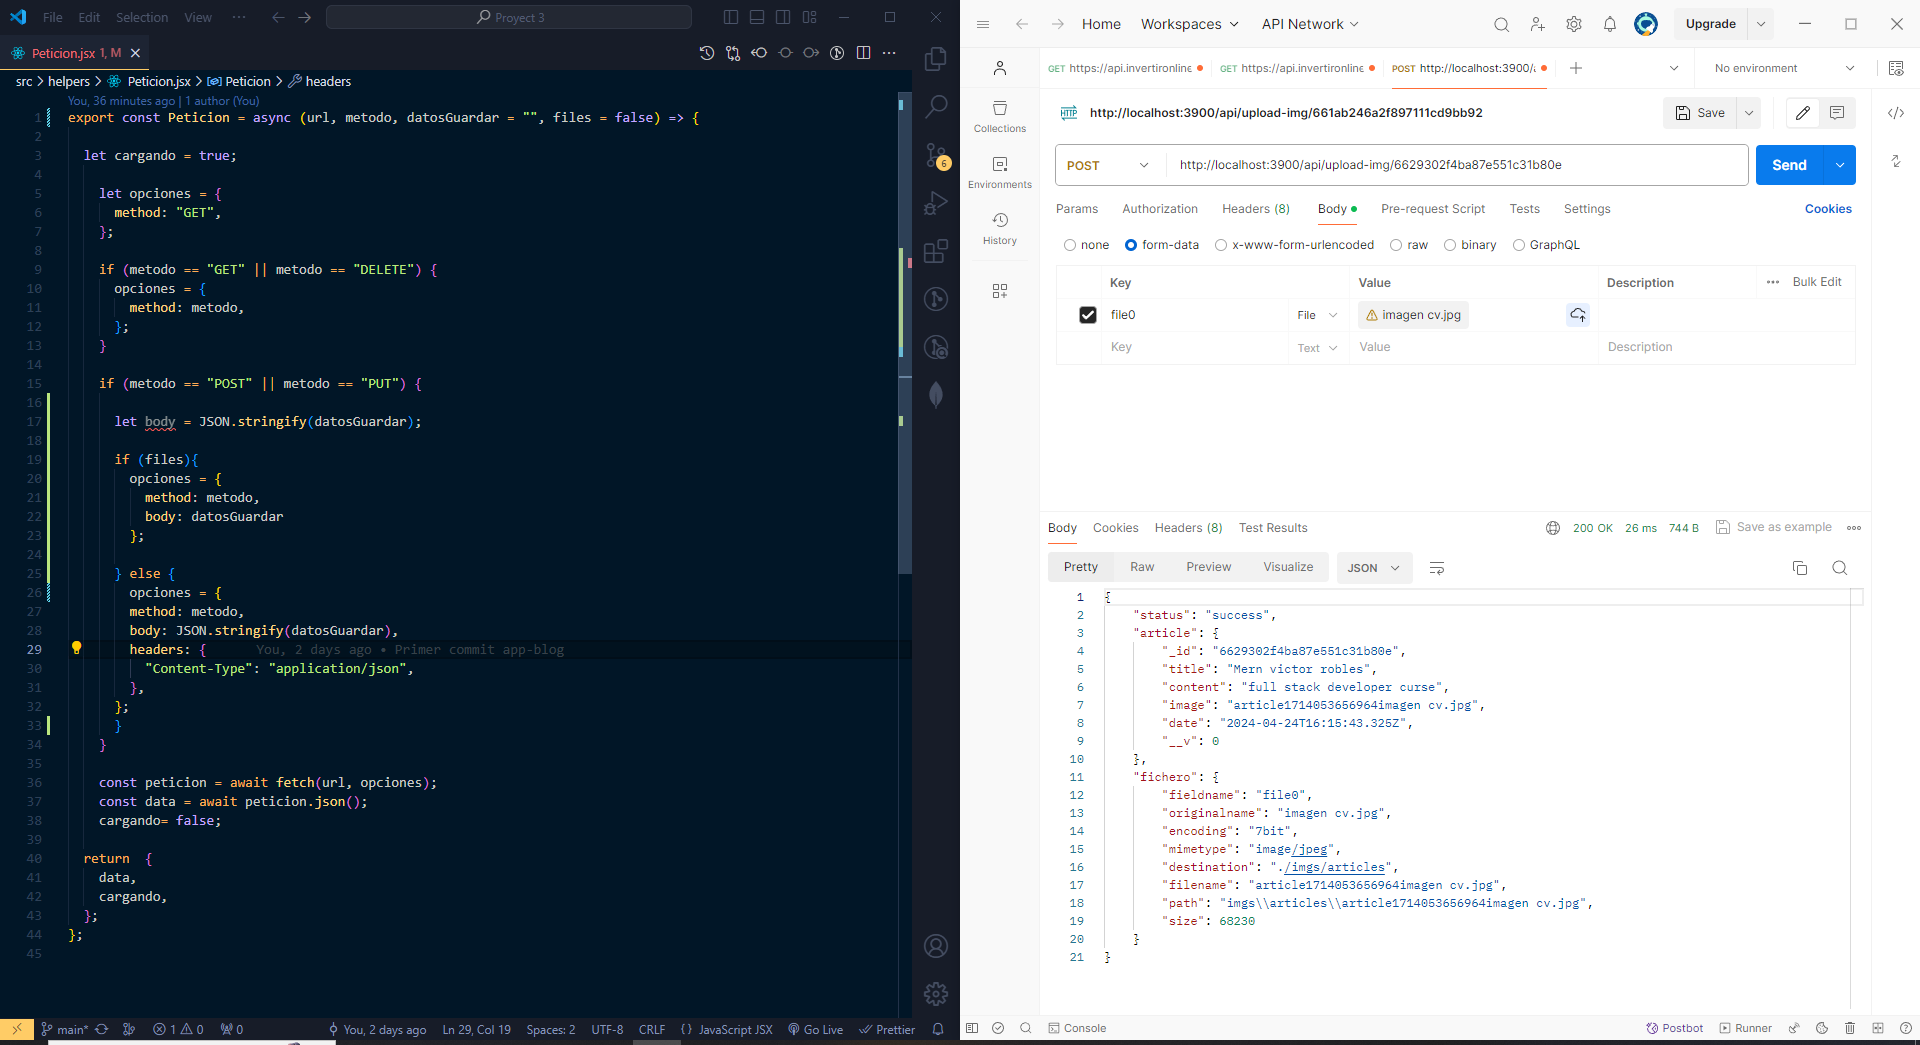 File Edit Selection View ··· Proyect 3
Peticion.jsx 1, M
src > helpers > Peticion.jsx > Peticion > headers
You, 36 minutes ago | 1 author (You)
1 export const Peticion = async (url, metodo, datosGuardar = "", files = false) => {
2
3 let cargando = true;
4
5 let opciones = {
6 method: "GET",
7 };
8
9 if (metodo == "GET" || metodo == "DELETE") {
10 opciones = {
11 method: metodo,
12 };
13 }
14
15 if (metodo == "POST" || metodo == "PUT") {
16
17 let body = JSON.stringify(datosGuardar);
18
19 if (files){
20 opciones = {
21 method: metodo,
22 body: datosGuardar
23 };
24
25 } else {
26 opciones = {
27 method: metodo,
28 body: JSON.stringify(datosGuardar),
29 headers: { You, 2 days ago • Primer commit app-blog
30 "Content-Type": "application/json",
31 },
32 };
33 }
34 }
35
36 const peticion = await fetch(url, opciones);
37 const data = await peticion.json();
38 cargando= false;
39
40 return {
41 data,
42 cargando,
43 };
44 };
45
6
main* 1 0 0 You, 2 days ago Ln 29, Col 19 Spaces: 2 UTF-8 CRLF {} JavaScript JSX Go Live Prettier
Home Workspaces API Network Upgrade
GET https://api.invertironline GET https://api.invertironline POST http://localhost:3900/a + No environment
Collections
Environments
History
HTTP http://localhost:3900/api/upload-img/661ab246a2f897111cd9bb92 Save
POST http://localhost:3900/api/upload-img/6629302f4ba87e551c31b80e Send
Params Authorization Headers (8) Body Pre-request Script Tests Settings Cookies
none form-data x-www-form-urlencoded raw binary GraphQL
Key Value Description ··· Bulk Edit
file0 File imagen cv.jpg
Key Text Value Description
Body Cookies Headers (8) Test Results 200 OK 26 ms 744 B Save as example
Pretty Raw Preview Visualize JSON
1 {
2 "status": "success",
3 "article": {
4 "_id": "6629302f4ba87e551c31b80e",
5 "title": "Mern victor robles",
6 "content": "full stack developer curse",
7 "image": "article1714053656964imagen cv.jpg",
8 "date": "2024-04-24T16:15:43.325Z",
9 "__v": 0
10 },
11 "fichero": {
12 "fieldname": "file0",
13 "originalname": "imagen cv.jpg",
14 "encoding": "7bit",
15 "mimetype": "image/jpeg",
16 "destination": "./imgs/articles",
17 "filename": "article1714053656964imagen cv.jpg",
18 "path": "imgs\\articles\\article1714053656964imagen cv.jpg",
19 "size": 68230
20 }
21 }
Console Postbot Runner